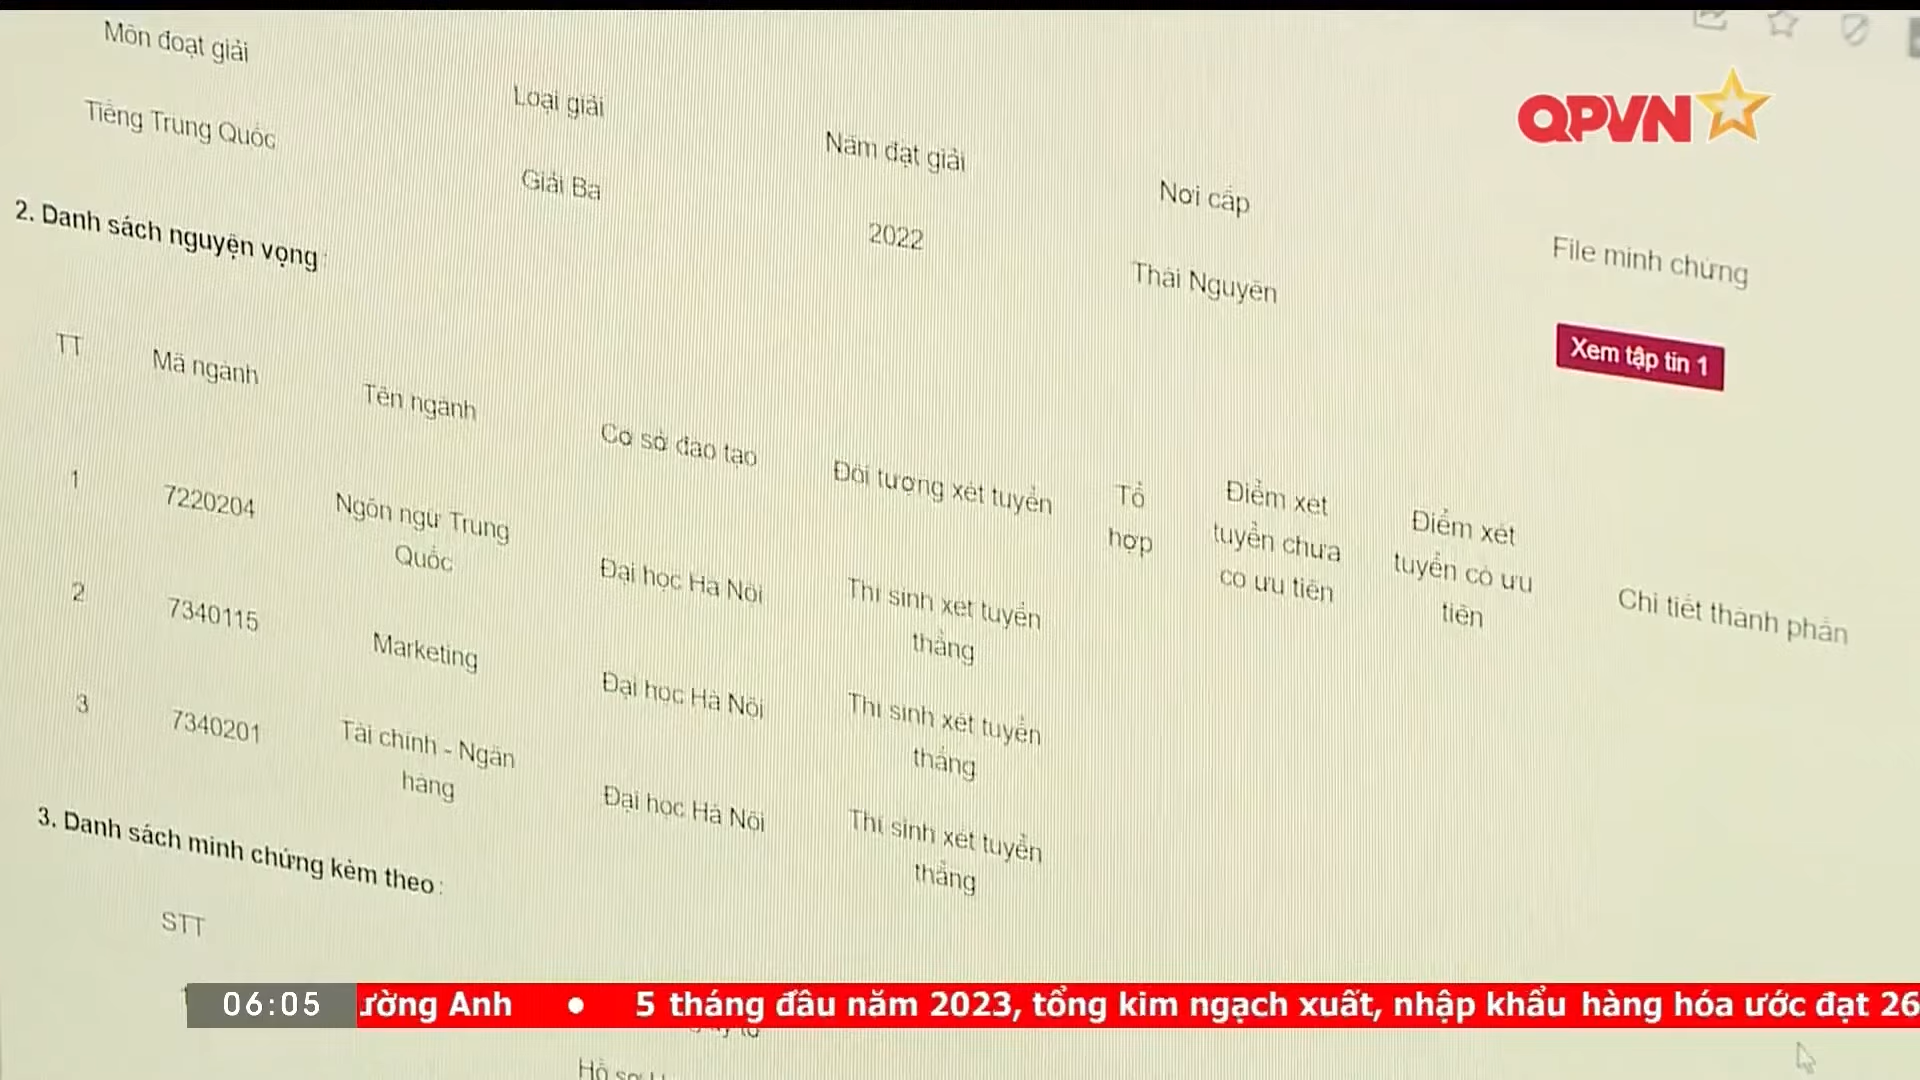 Môn đoạt giải
Loại giải
Năm đạt giải
Nơi cấp
File minh chứng
Tiếng Trung Quốc
Giải Ba
2022
Thái Nguyên
Xem tập tin 1
QPVN
2. Danh sách nguyện vọng :
TT
Mã ngành
Tên ngành
Cơ sở đào tạo
Đối tượng xét tuyển
Tổ
hợp
Điểm xét
tuyển chưa
có ưu tiên
Điểm xét
tuyển có ưu
tiên
Chi tiết thành phần
1
7220204
Ngôn ngữ Trung
Quốc
Đại học Hà Nội
Thí sinh xét tuyển
thẳng
2
7340115
Marketing
Đại học Hà Nội
Thí sinh xét tuyển
thẳng
3
7340201
Tài chính - Ngân
hàng
Đại học Hà Nội
Thí sinh xét tuyển
thẳng
3. Danh sách minh chứng kèm theo :
STT
06:05
ường Anh • 5 tháng đầu năm 2023, tổng kim ngạch xuất, nhập khẩu hàng hóa ước đạt 26
Hồ sơ